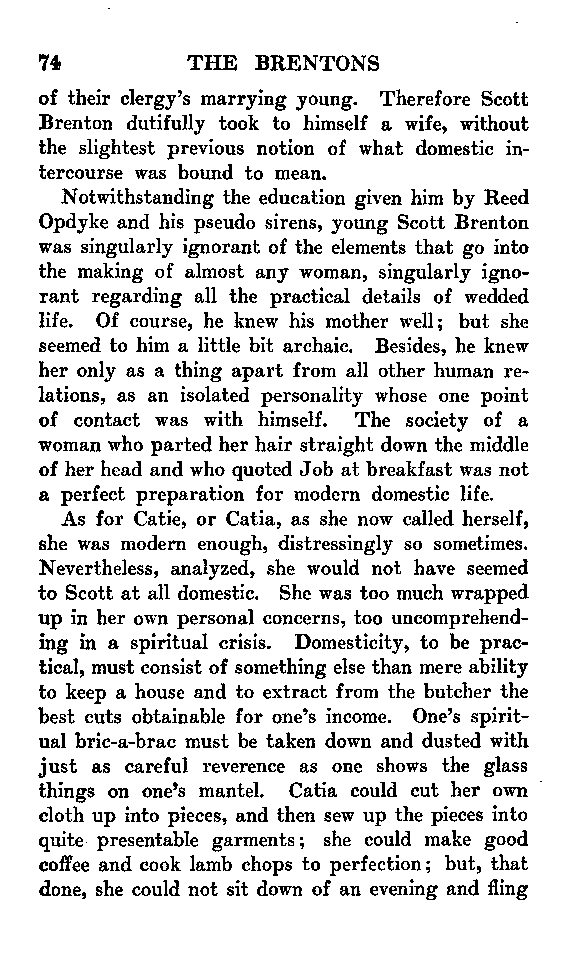 74 THE BRENTONS
of their clergy's marrying young. Therefore Scott
Brenton dutifully took to himself a wife, without
the slightest previous notion of what domestic in-
tercourse was bound to mean.
Notwithstanding the education given him by Reed
Opdyke and his pseudo sirens, young Scott Brenton
was singularly ignorant of the elements that go into
the making of almost any woman, singularly igno-
rant regarding all the practical details of wedded
life. Of course, he knew his mother well; but she
seemed to him a little bit archaic. Besides, he knew
her only as a thing apart from all other human re-
lations, as an isolated personality whose one point
of contact was with himself. The society of a
woman who parted her hair straight down the middle
of her head and who quoted Job at breakfast was not
a perfect preparation for modern domestic life.
As for Catie, or Catia, as she now called herself,
she was modern enough, distressingly so sometimes.
Nevertheless, analyzed, she would not have seemed
to Scott at all domestic. She was too much wrapped
up in her own personal concerns, too uncomprehend-
ing in a spiritual crisis. Domesticity, to be prac-
tical, must consist of something else than mere ability
to keep a house and to extract from the butcher the
best cuts obtainable for one's income. One's spirit-
ual bric-a-brac must be taken down and dusted with
just as careful reverence as one shows the glass
things on one's mantel. Catia could cut her own
cloth up into pieces, and then sew up the pieces into
quite presentable garments; she could make good
coffee and cook lamb chops to perfection; but, that
done, she could not sit down of an evening and fling